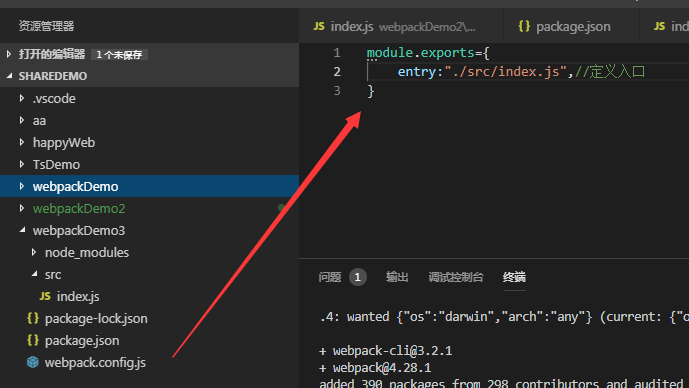 资源管理器
打开的编辑器 1 个未保存
SHAREDEMO
.vscode
aa
happyWeb
TsDemo
webpackDemo
webpackDemo2
webpackDemo3
node_modules
src
JS index.js
{} package-lock.json
{} package.json
webpack.config.js
JS index.js webpackDemo2\...
{} package.json
JS ind
1 module.exports={
2 entry:"./src/index.js",//定义入口
3 }
问题 1 输出 调试控制台 终端
.4: wanted {"os":"darwin","arch":"any"} (current: {"o
+ webpack-cli@3.2.1
+ webpack@4.28.1
added 390 packages from 298 contributors and audited